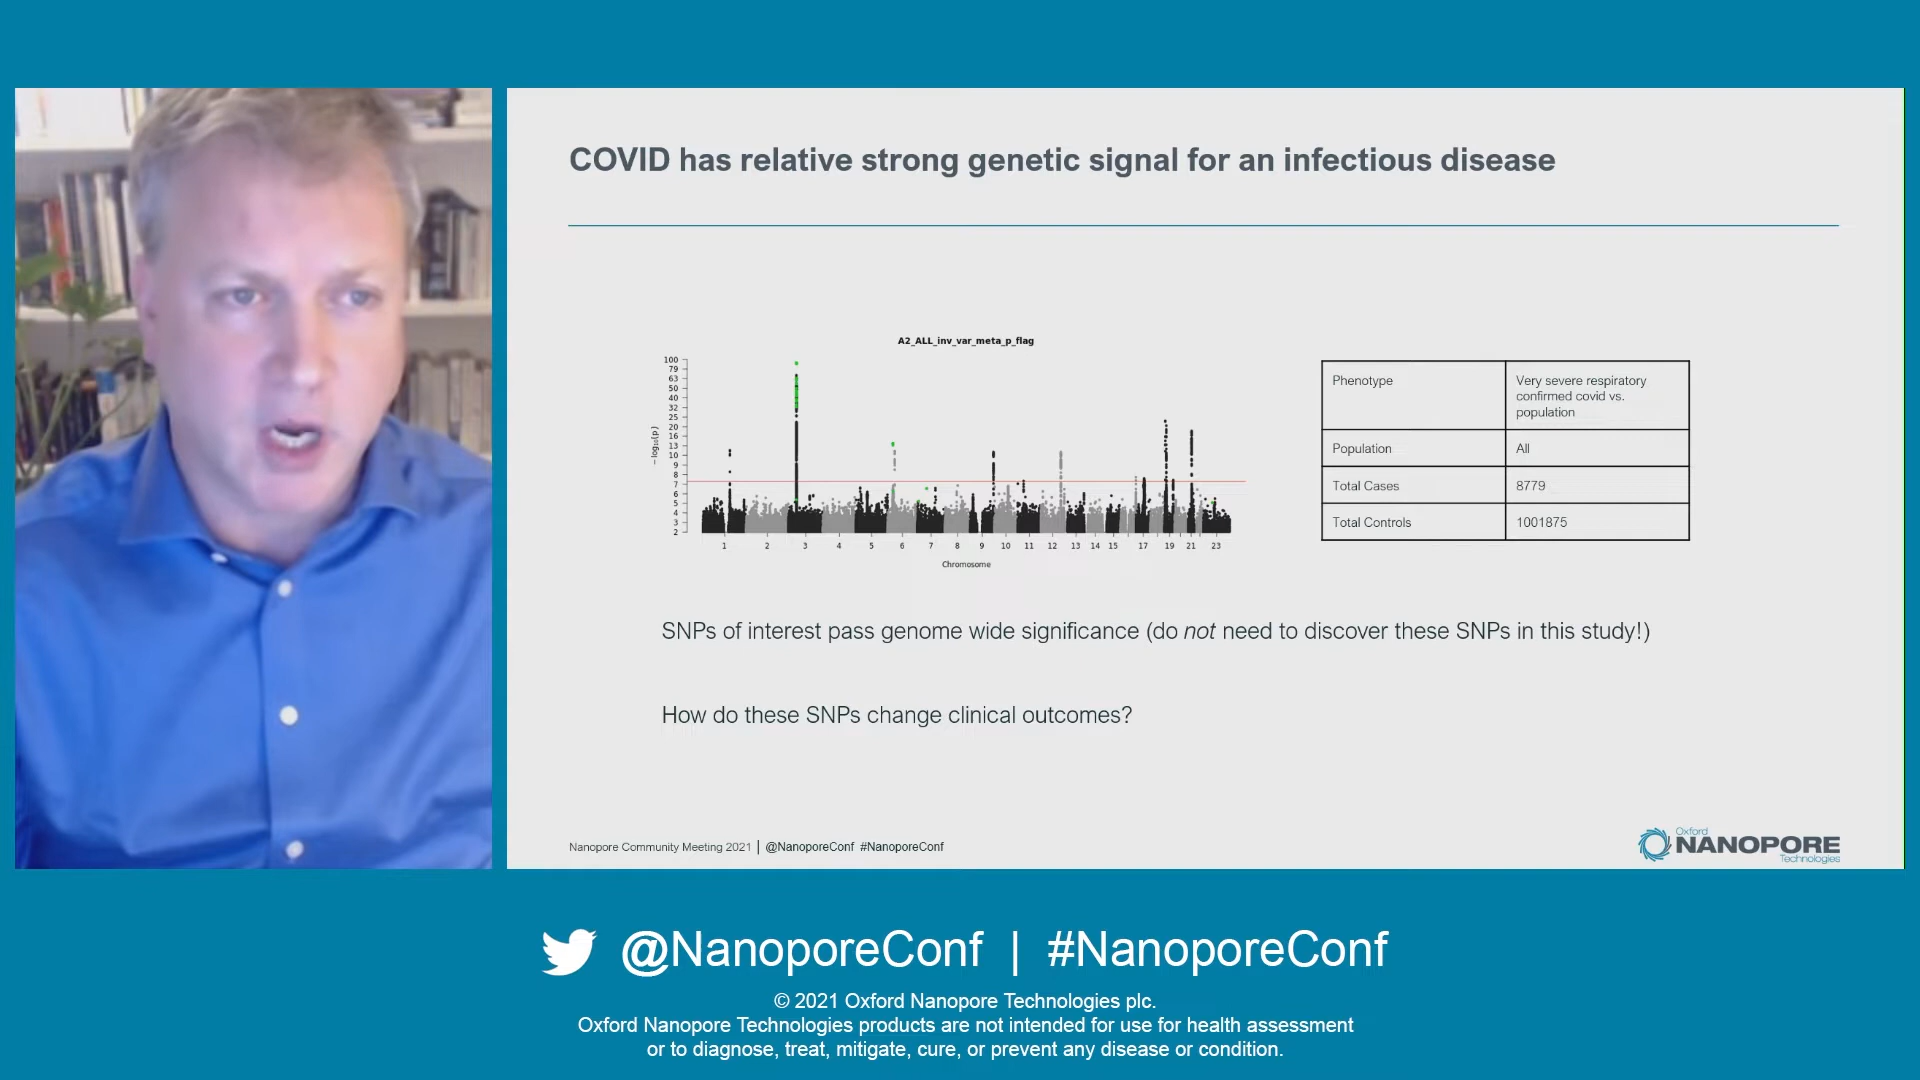 COVID has relative strong genetic signal for an infectious disease
A2_ALL_inv_var_meta_p_flag
100
79
63
50
40
32
25
20
16
13
10
9
8
7
6
5
4
3
2
−log₁₀(p)
1 2 3 4 5 6 7 8 9 10 11 12 13 14 15 17 19 21 23
Chromosome
Phenotype
Very severe respiratory
confirmed covid vs.
population
Population
All
Total Cases
8779
Total Controls
1001875
SNPs of interest pass genome wide significance (do not need to discover these SNPs in this study!)
How do these SNPs change clinical outcomes?
Nanopore Community Meeting 2021 | @NanoporeConf #NanoporeConf
Oxford
NANOPORE
Technologies
@NanoporeConf | #NanoporeConf
© 2021 Oxford Nanopore Technologies plc.
Oxford Nanopore Technologies products are not intended for use for health assessment
or to diagnose, treat, mitigate, cure, or prevent any disease or condition.